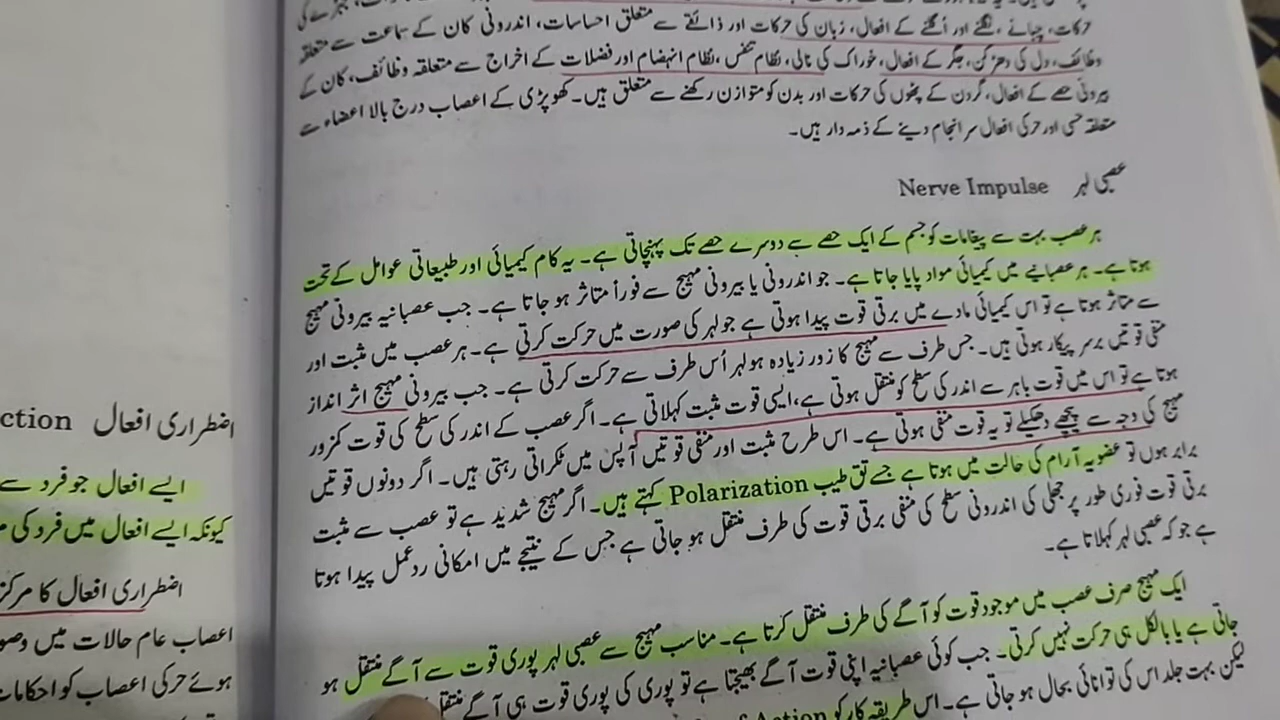 حرکات، چبانے، نگلنے اور اُگلنے کے افعال، زبان کی حرکات اور ذائقے سے متعلق احساسات، اندرونی کان کے سماعت سے متعلقہ
وظائف، دل کی دھڑکن، جگر کے افعال، خوراک کی نالی، نظام تنفس، نظام انہضام اور فضلات کے اخراج سے متعلقہ وظائف، کان کے
بیرونی حصے کے افعال، گردن کے پٹھوں کی حرکات اور بدن کو متوازن رکھنے سے متعلق ہیں۔ کھوپڑی کے اعصاب درج بالا اعضاء سے
متعلقہ حسی اور حرکی افعال سر انجام دینے کے ذمہ دار ہیں۔
عصبی لہر Nerve Impulse
ہر عصب بہت سے پیغامات کو جسم کے ایک حصے سے دوسرے حصے تک پہنچاتی ہے۔ یہ کام کیمیائی اور طبیعاتی عوامل کے تحت
ہوتا ہے۔ ہر عصبانیے میں کیمیائی مواد پایا جاتا ہے۔ جو اندرونی یا بیرونی مہیج سے فوراً متاثر ہو جاتا ہے۔ جب عصبانیہ بیرونی مہیج
سے متاثر ہوتا ہے تو اس کیمیائی مادے میں برقی قوت پیدا ہوتی ہے جو لہر کی صورت میں حرکت کرتی ہے۔ ہر عصب میں مثبت اور
منفی قوتیں برسر پیکار ہوتی ہیں۔ جس طرف سے مہیج کا زور زیادہ ہو لہر اُس طرف سے حرکت کرتی ہے۔ جب بیرونی مہیج اثر انداز
ہوتا ہے تو اس میں قوت باہر سے اندر کی سطح کو منتقل ہوتی ہے، ایسی قوت مثبت کہلاتی ہے۔ اگر عصب کے اندر کی سطح کی قوت کمزور
مہیج کی وجہ سے پیچھے دھکیلے تو یہ قوت منفی ہوتی ہے۔ اس طرح مثبت اور منفی قوتیں آپس میں ٹکراتی رہتی ہیں۔ اگر دونوں قوتیں
برابر ہوں تو عضویہ آرام کی حالت میں ہوتا ہے جسے تق طیب Polarization کہتے ہیں۔ اگر مہیج شدید ہے تو عصب سے مثبت
برقی قوت فوری طور پر جھلی کی اندرونی سطح کی منفی برقی قوت کی طرف منتقل ہو جاتی ہے جس کے نتیجے میں امکانی ردعمل پیدا ہوتا
ہے جو کہ عصبی لہر کہلاتا ہے۔
ایک مہیج صرف عصب میں موجود قوت کو آگے کی طرف منتقل کرتا ہے۔ مناسب مہیج سے عصبی لہر پوری قوت سے آگے منتقل ہو
جاتی ہے یا بالکل ہی حرکت نہیں کرتی۔ جب کوئی عصبانیہ اپنی قوت آگے بھیجتا ہے تو پوری کی پوری قوت ہی آگے منتقل
لیکن بہت جلد اس کی توانائی بحال ہو جاتی ہے۔ اس طریقہ کار کو Action
اضطراری افعال ction
ایسے افعال جو فرد سے
کیونکہ ایسے افعال میں فرد کی
اضطراری افعال کا مرکز
اعصاب عام حالات میں
ہوئے حرکی اعصاب کو احکامات